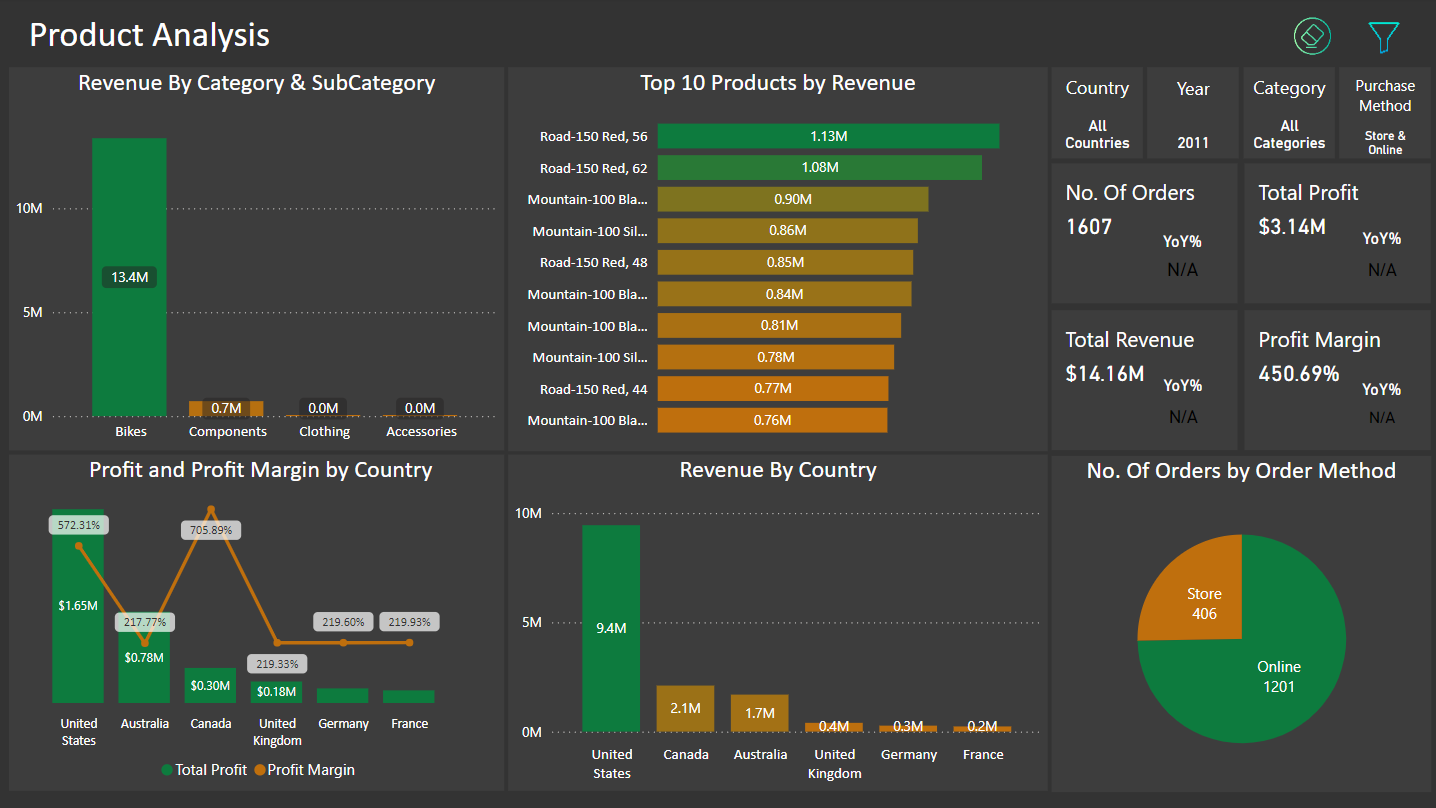 Product Analysis
Revenue By Category & SubCategory
10M
5M
0M
13.4M
0.7M
0.0M
0.0M
Bikes
Components
Clothing
Accessories
Top 10 Products by Revenue
Road-150 Red, 56
1.13M
Road-150 Red, 62
1.08M
Mountain-100 Bla...
0.90M
Mountain-100 Sil...
0.86M
Road-150 Red, 48
0.85M
Mountain-100 Bla...
0.84M
Mountain-100 Bla...
0.81M
Mountain-100 Sil...
0.78M
Road-150 Red, 44
0.77M
Mountain-100 Bla...
0.76M
Country
All
Countries
Year
2011
Category
All
Categories
Purchase
Method
Store &
Online
No. Of Orders
1607
YoY%
N/A
Total Profit
$3.14M
YoY%
N/A
Total Revenue
$14.16M
YoY%
N/A
Profit Margin
450.69%
YoY%
N/A
Profit and Profit Margin by Country
572.31%
217.77%
705.89%
219.33%
219.60%
219.93%
$1.65M
$0.78M
$0.30M
$0.18M
United
States
Australia
Canada
United
Kingdom
Germany
France
Total Profit
Profit Margin
Revenue By Country
10M
5M
0M
9.4M
2.1M
1.7M
0.4M
0.3M
0.2M
United
States
Canada
Australia
United
Kingdom
Germany
France
No. Of Orders by Order Method
Store
406
Online
1201